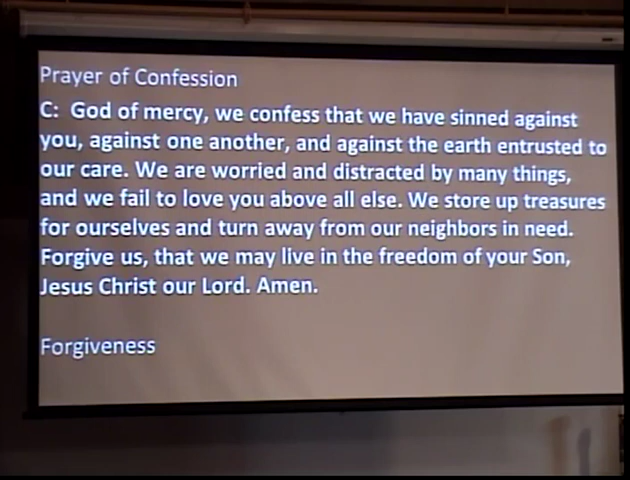 Prayer of Confession
C: God of mercy, we confess that we have sinned against
you, against one another, and against the earth entrusted to
our care. We are worried and distracted by many things,
and we fail to love you above all else. We store up treasures
for ourselves and turn away from our neighbors in need.
Forgive us, that we may live in the freedom of your Son,
Jesus Christ our Lord. Amen.
Forgiveness